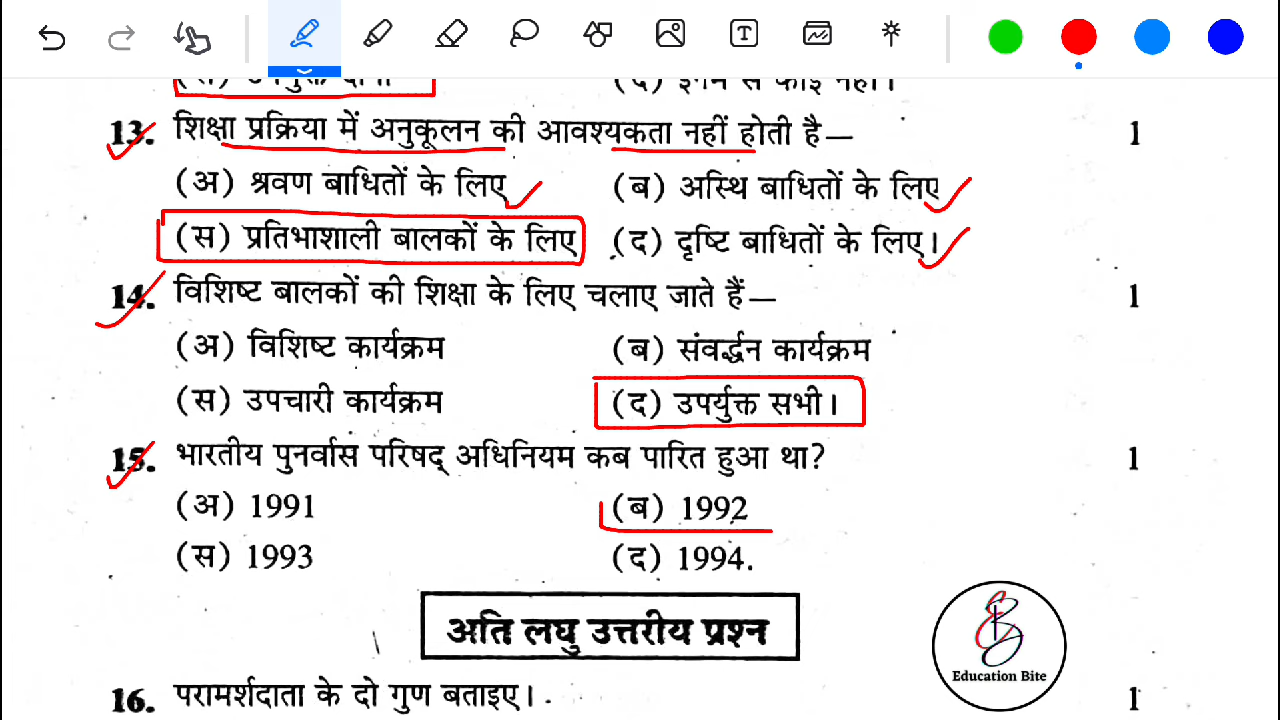 13. शिक्षा प्रक्रिया में अनुकूलन की आवश्यकता नहीं होती है— 1
(अ) श्रवण बाधितों के लिए (ब) अस्थि बाधितों के लिए
(स) प्रतिभाशाली बालकों के लिए (द) दृष्टि बाधितों के लिए।
14. विशिष्ट बालकों की शिक्षा के लिए चलाए जाते हैं— 1
(अ) विशिष्ट कार्यक्रम (ब) संवर्द्धन कार्यक्रम
(स) उपचारी कार्यक्रम (द) उपर्युक्त सभी।
15. भारतीय पुनर्वास परिषद् अधिनियम कब पारित हुआ था? 1
(अ) 1991 (ब) 1992
(स) 1993 (द) 1994.
अति लघु उत्तरीय प्रश्न
Education Bite
16. परामर्शदाता के दो गुण बताइए। 1